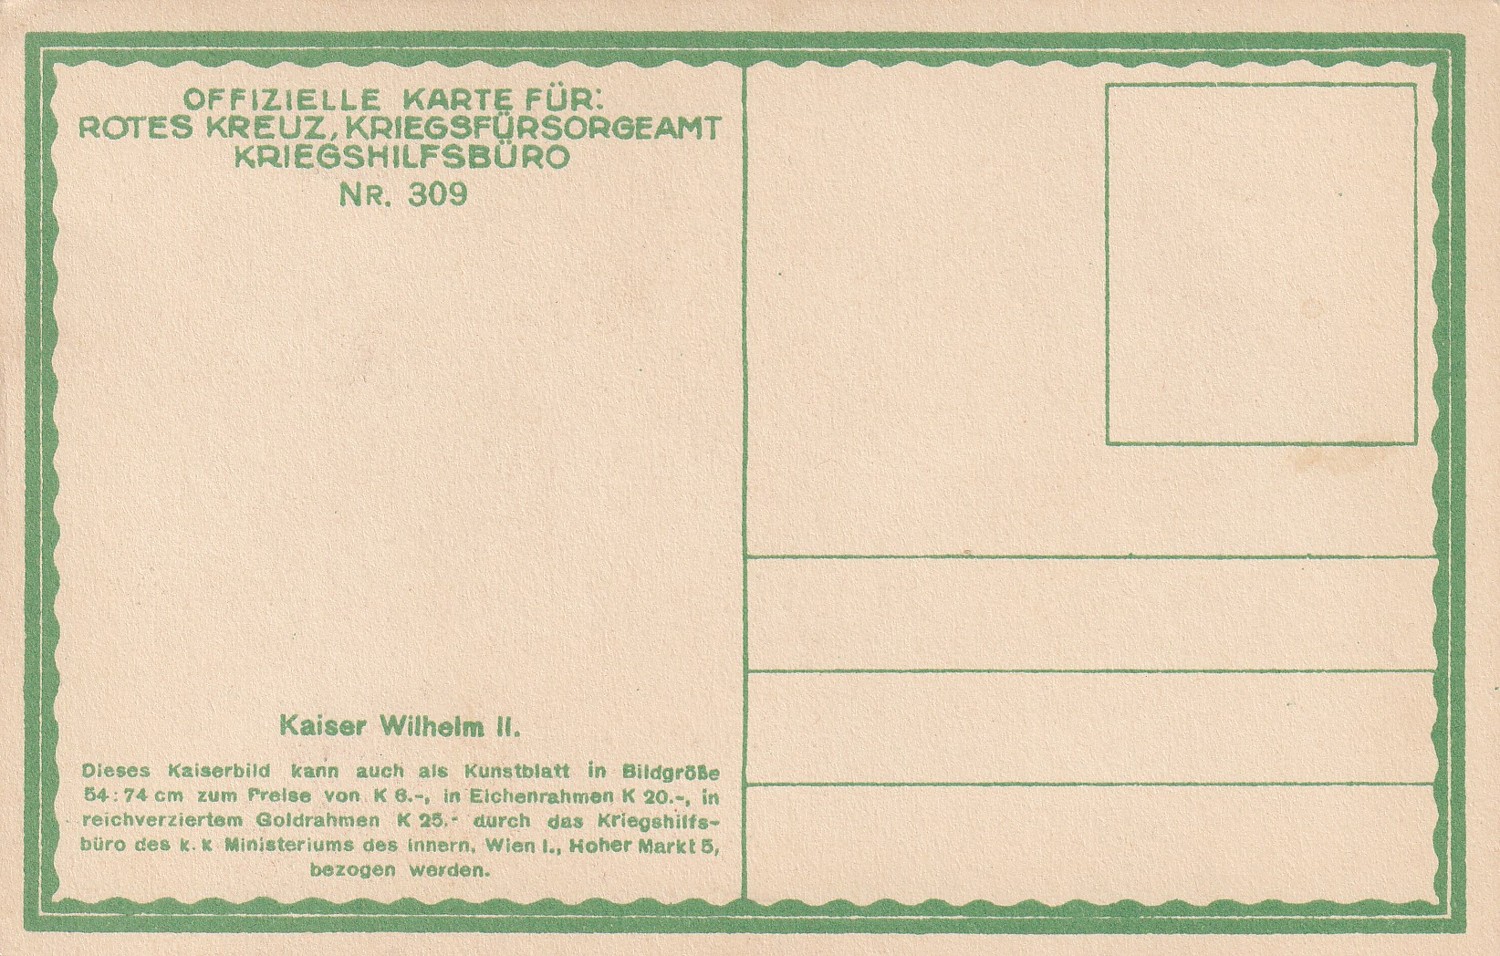 OFFIZIELLE KARTE FÜR:
ROTES KREUZ, KRIEGSFÜRSORGEAMT
KRIEGSHILFSBÜRO
NR. 309
Kaiser Wilhelm II.
Dieses Kaiserbild kann auch als Kunstblatt in Bildgröße
54:74 cm zum Preise von K 6.-, in Eichenrahmen K 20.-, in
reichverziertem Goldrahmen K 25.- durch das Kriegshilfs-
büro des k. k Ministeriums des Innern, Wien I., Hoher Markt 5,
bezogen werden.